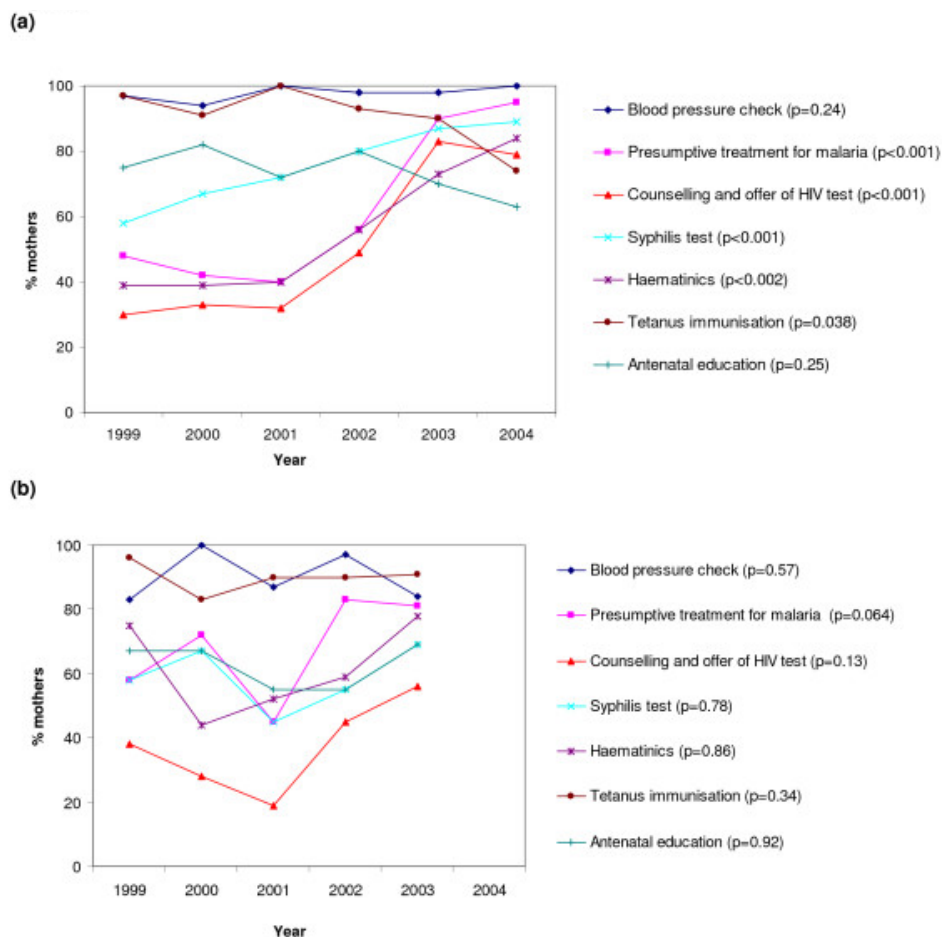 (a)
100
80
60
40
20
0
% mothers
1999 2000 2001 2002 2003 2004
Year
Blood pressure check (p=0.24)
Presumptive treatment for malaria (p<0.001)
Counselling and offer of HIV test (p<0.001)
Syphilis test (p<0.001)
Haematinics (p<0.002)
Tetanus immunisation (p=0.038)
Antenatal education (p=0.25)
(b)
100
80
60
40
20
0
% mothers
1999 2000 2001 2002 2003 2004
Year
Blood pressure check (p=0.57)
Presumptive treatment for malaria (p=0.064)
Counselling and offer of HIV test (p=0.13)
Syphilis test (p=0.78)
Haematinics (p=0.86)
Tetanus immunisation (p=0.34)
Antenatal education (p=0.92)